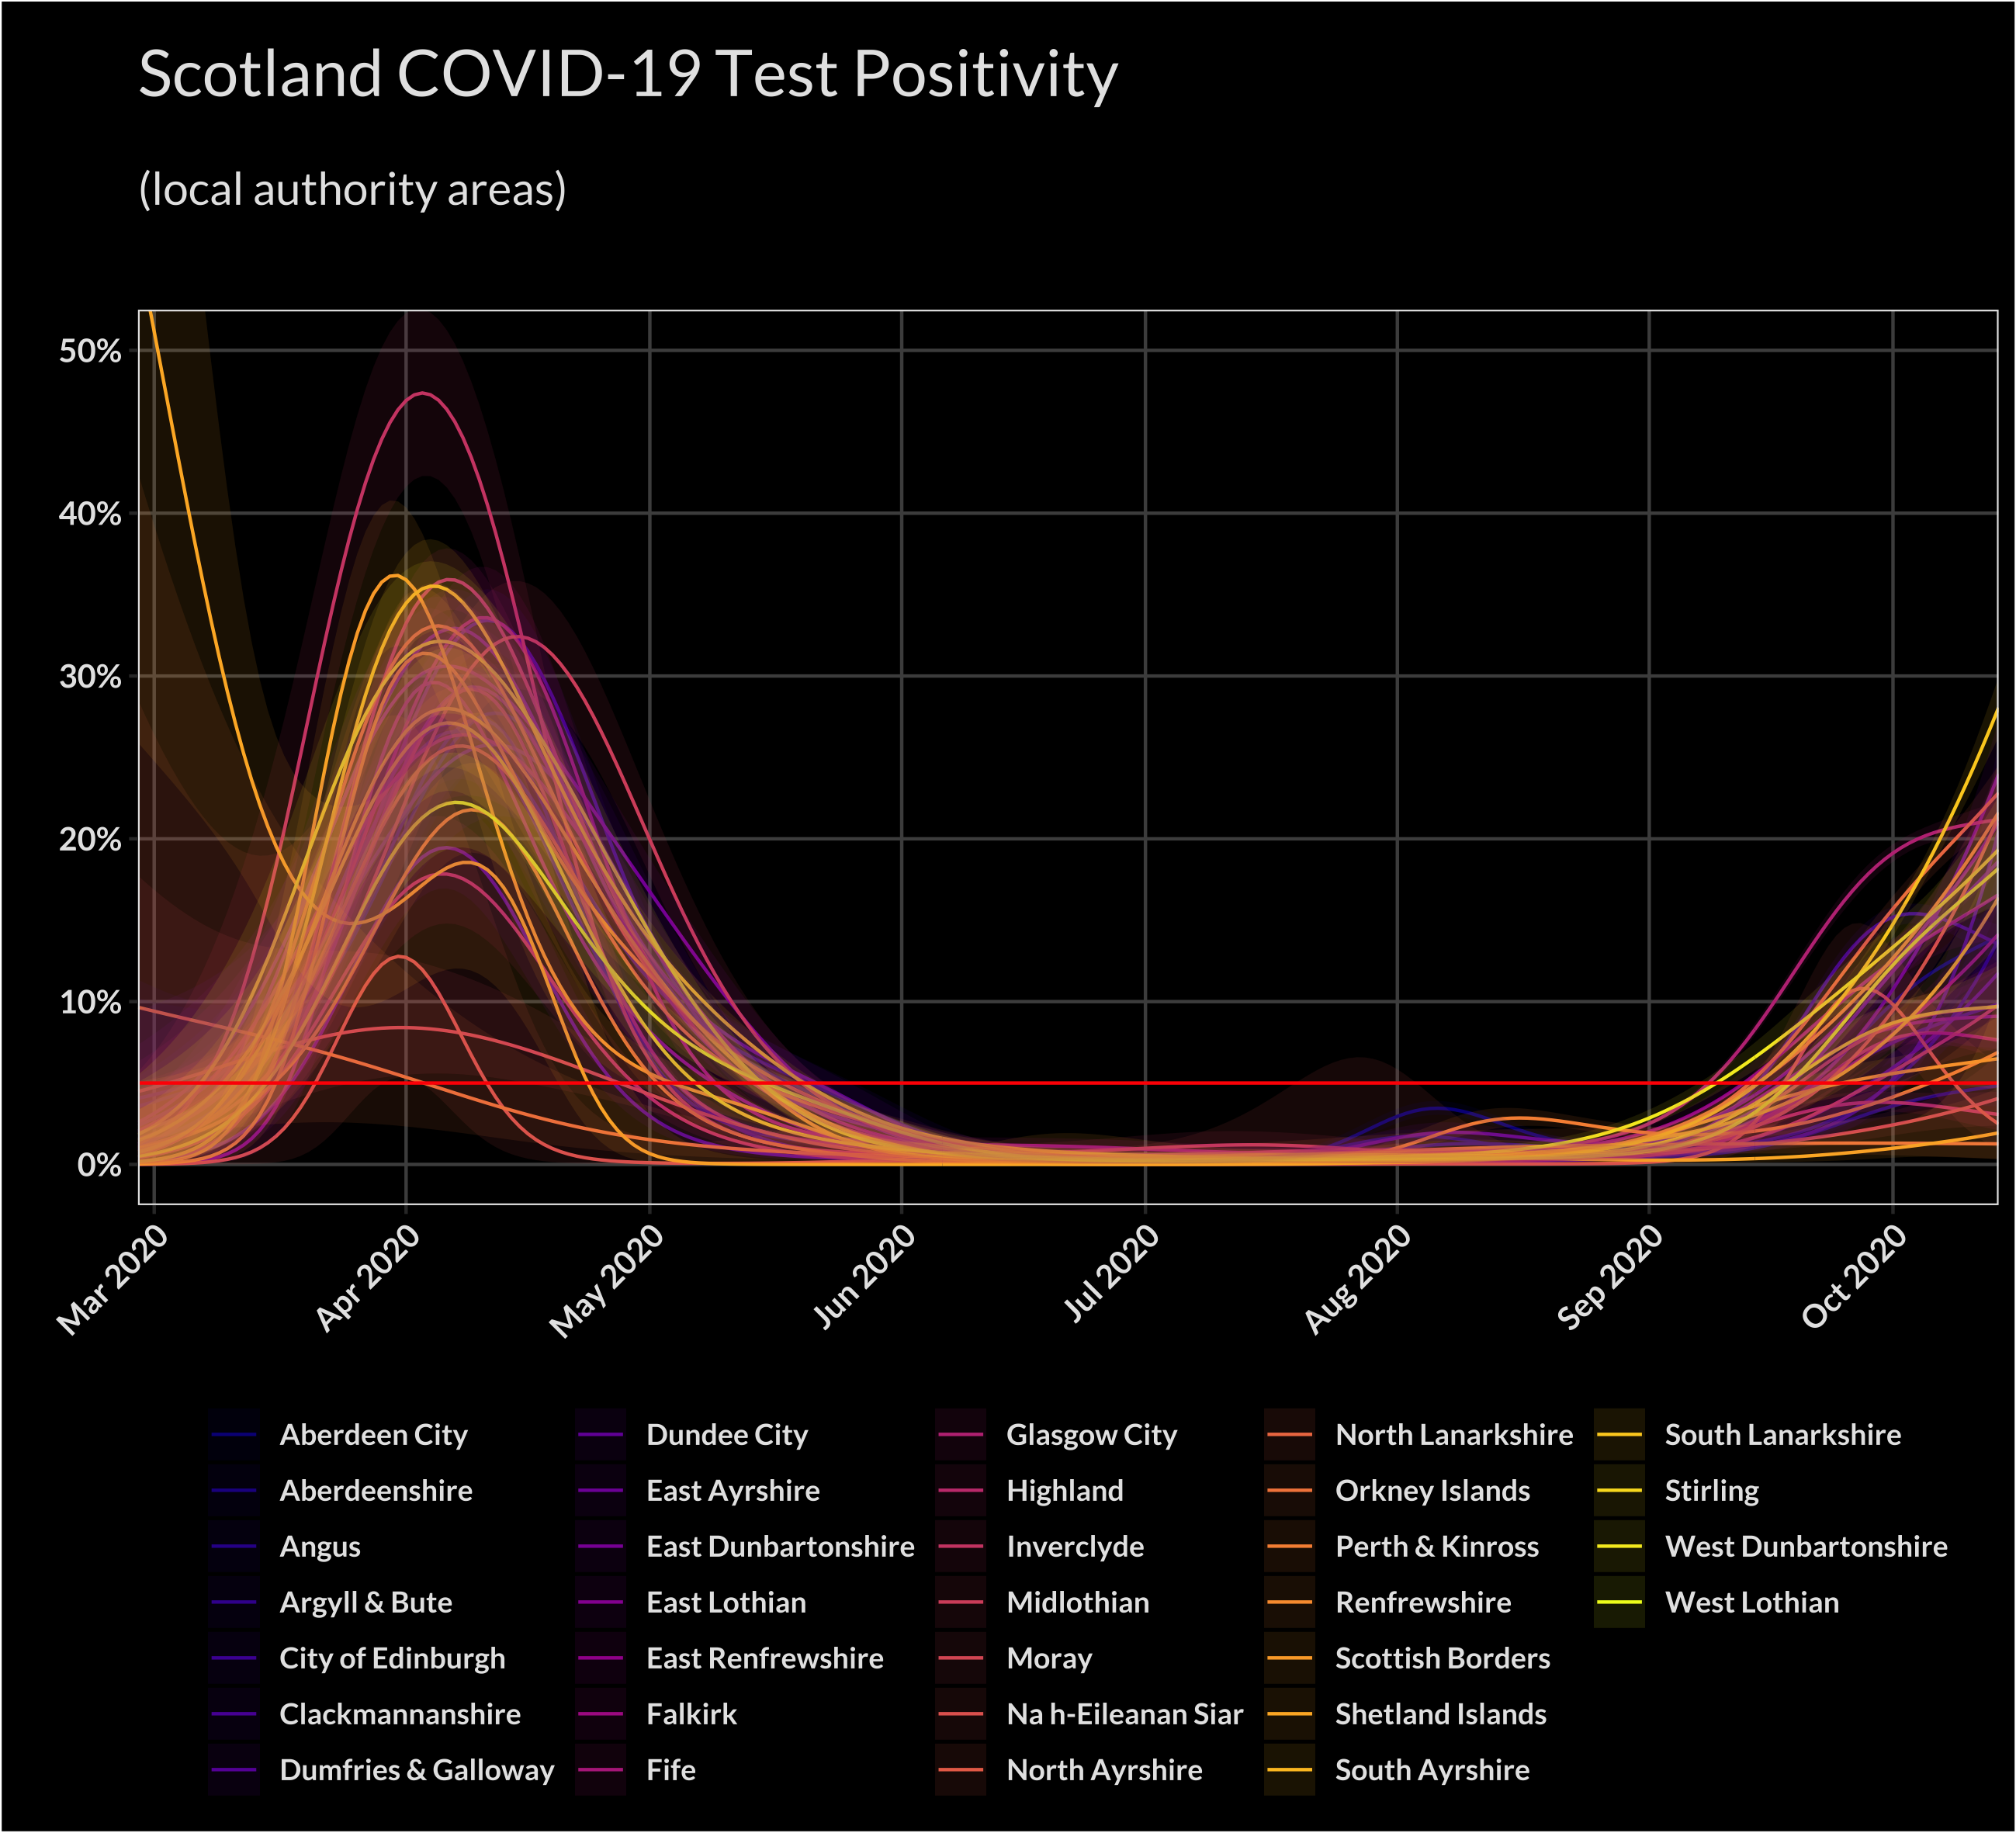 Scotland COVID-19 Test Positivity
(local authority areas)
50%
40%
30%
20%
10%
0%
Mar 2020
Apr 2020
May 2020
Jun 2020
Jul 2020
Aug 2020
Sep 2020
Oct 2020
Aberdeen City
Aberdeenshire
Angus
Argyll & Bute
City of Edinburgh
Clackmannanshire
Dumfries & Galloway
Dundee City
East Ayrshire
East Dunbartonshire
East Lothian
East Renfrewshire
Falkirk
Fife
Glasgow City
Highland
Inverclyde
Midlothian
Moray
Na h-Eileanan Siar
North Ayrshire
North Lanarkshire
Orkney Islands
Perth & Kinross
Renfrewshire
Scottish Borders
Shetland Islands
South Ayrshire
South Lanarkshire
Stirling
West Dunbartonshire
West Lothian